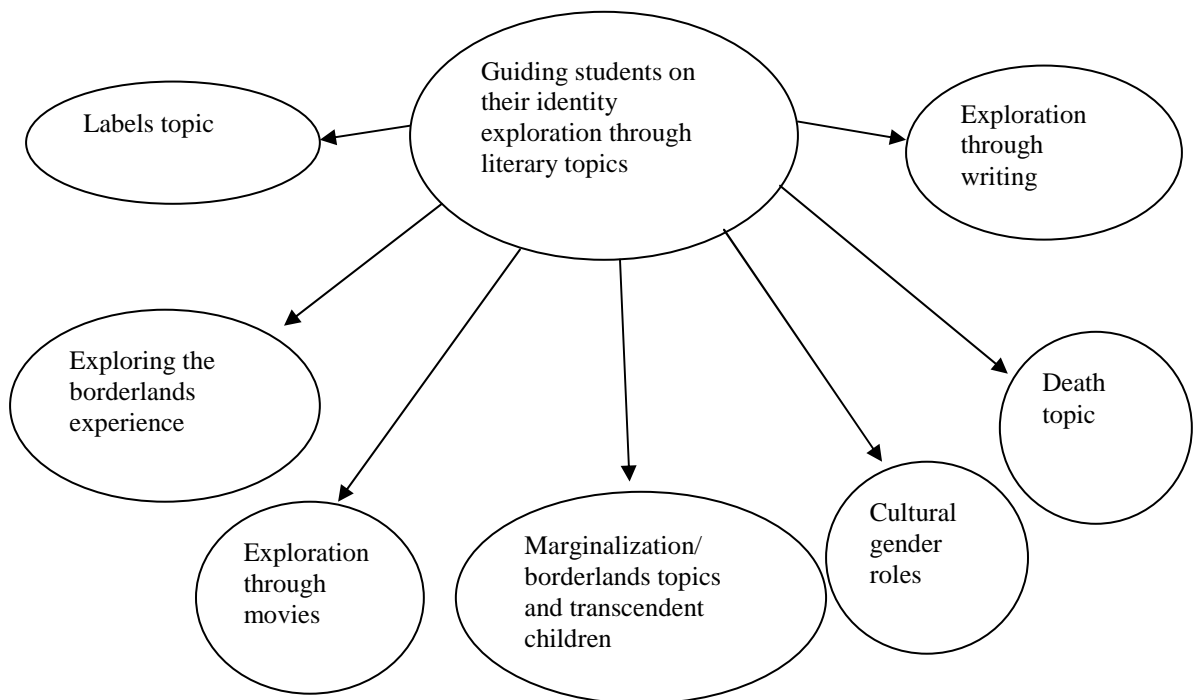 Guiding students on
their identity
exploration through
literary topics
Labels topic
Exploration
through
writing
Exploring the
borderlands
experience
Death
topic
Exploration
through
movies
Marginalization/
borderlands topics
and transcendent
children
Cultural
gender
roles